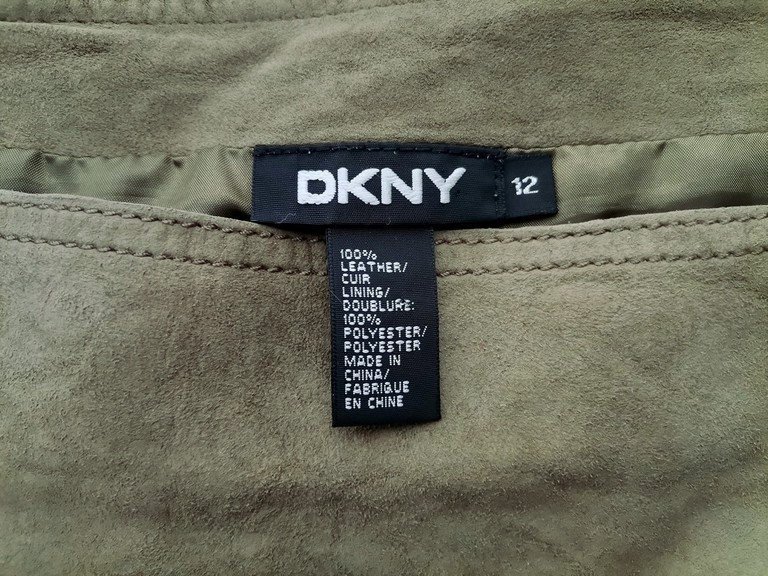 DKNY
12
100%
LEATHER/
CUIR
LINING/
DOUBLURE:
100%
POLYESTER/
POLYESTER
MADE IN
CHINA/
FABRIQUE
EN CHINE